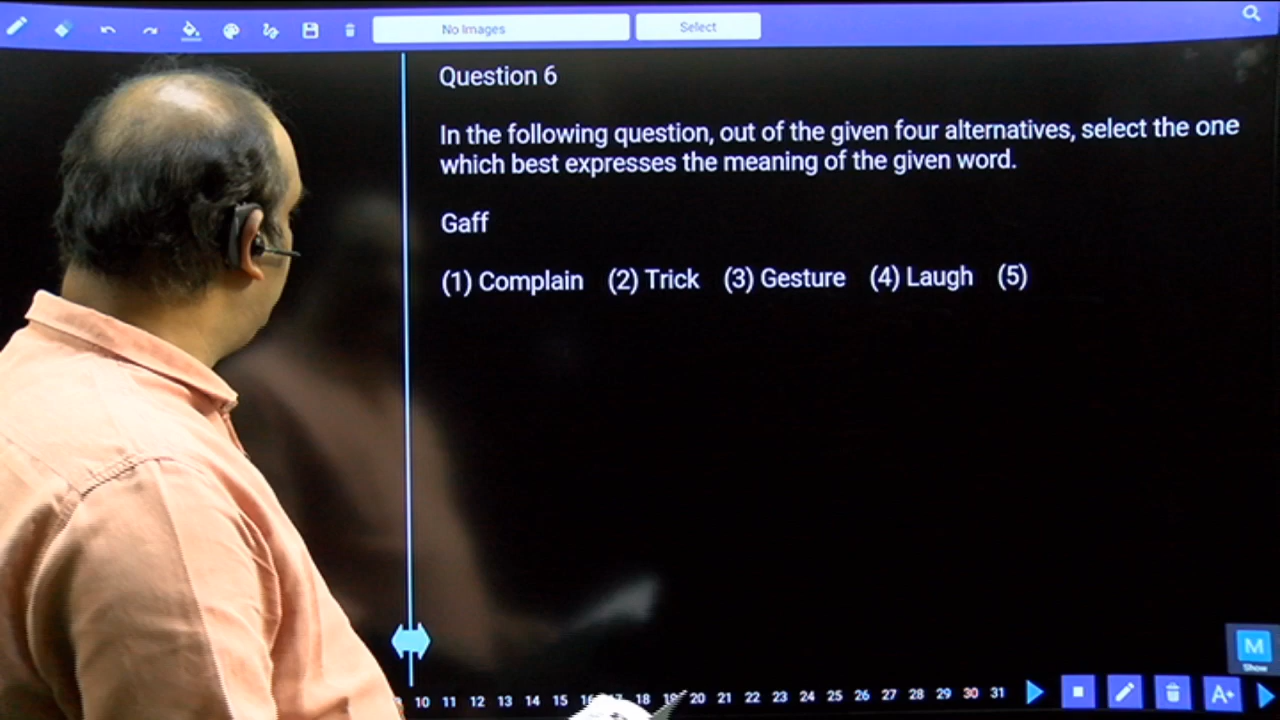 No Images
Select
Question 6
In the following question, out of the given four alternatives, select the one
which best expresses the meaning of the given word.
Gaff
(1) Complain (2) Trick (3) Gesture (4) Laugh (5)
M
Show
10 11 12 13 14 15 18 20 21 22 23 24 25 26 27 28 29 30 31
A+